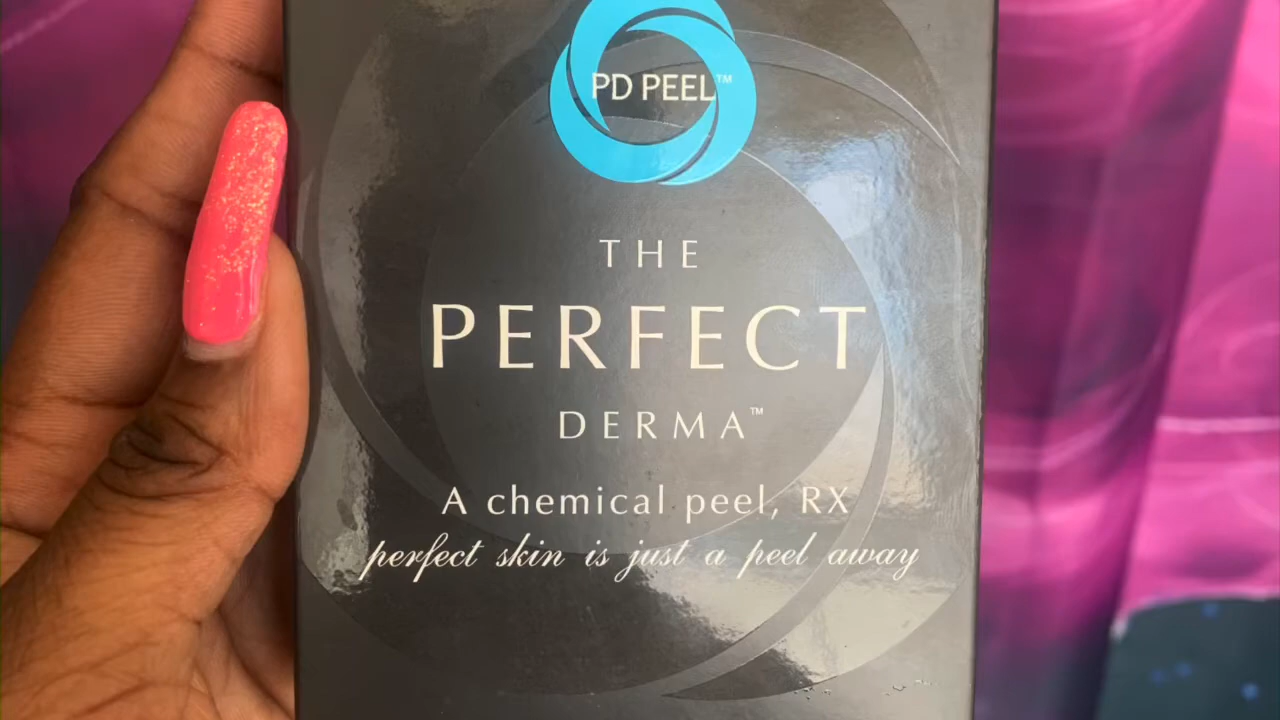 PD PEEL™
THE
PERFECT
DERMA™
A chemical peel, RX
perfect skin is just a peel away